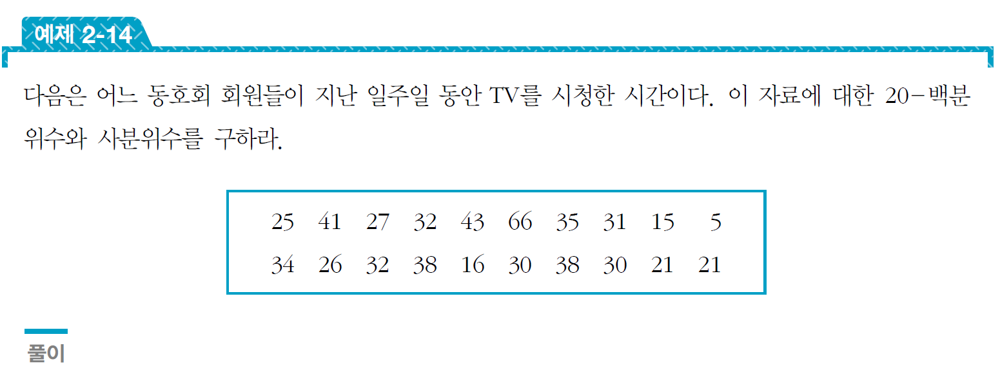 예제 2-14
다음은 어느 동호회 회원들이 지난 일주일 동안 TV를 시청한 시간이다. 이 자료에 대한 20-백분
위수와 사분위수를 구하라.
25 41 27 32 43 66 35 31 15 5
34 26 32 38 16 30 38 30 21 21
풀이